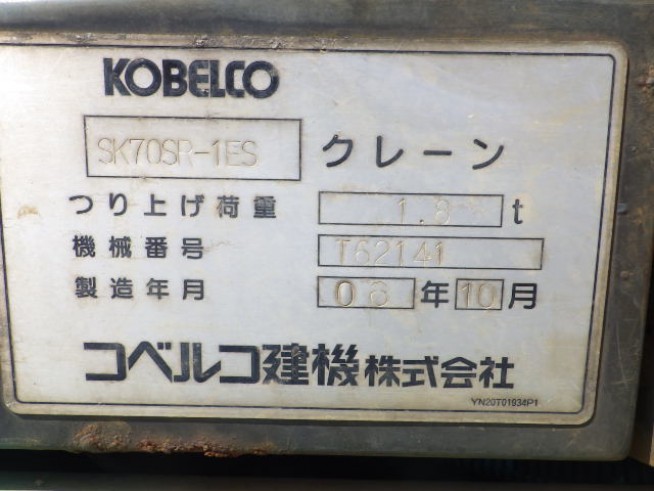 KOBELCO
SK70SR-1ES クレーン
つり上げ荷重 1.8 t
機械番号 T62141
製造年月 06 年 10 月
コベルコ建機株式会社
YN20T01934P1